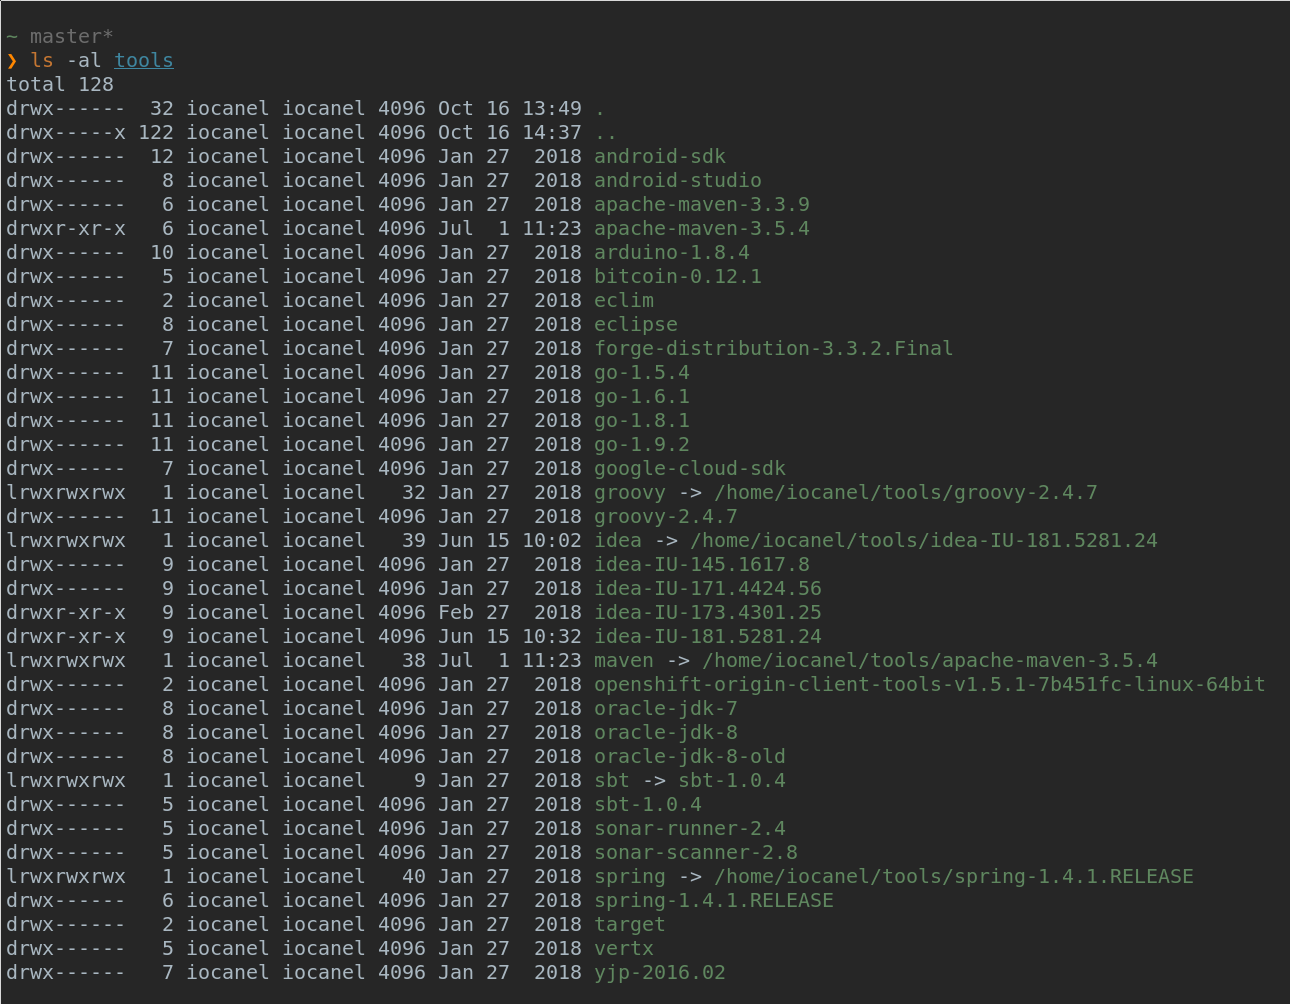 ~ master*
❯ ls -al tools
total 128
drwx------  32 iocanel iocanel 4096 Oct 16 13:49 .
drwx-----x 122 iocanel iocanel 4096 Oct 16 14:37 ..
drwx------  12 iocanel iocanel 4096 Jan 27  2018 android-sdk
drwx------   8 iocanel iocanel 4096 Jan 27  2018 android-studio
drwx------   6 iocanel iocanel 4096 Jan 27  2018 apache-maven-3.3.9
drwxr-xr-x   6 iocanel iocanel 4096 Jul  1 11:23 apache-maven-3.5.4
drwx------  10 iocanel iocanel 4096 Jan 27  2018 arduino-1.8.4
drwx------   5 iocanel iocanel 4096 Jan 27  2018 bitcoin-0.12.1
drwx------   2 iocanel iocanel 4096 Jan 27  2018 eclim
drwx------   8 iocanel iocanel 4096 Jan 27  2018 eclipse
drwx------   7 iocanel iocanel 4096 Jan 27  2018 forge-distribution-3.3.2.Final
drwx------  11 iocanel iocanel 4096 Jan 27  2018 go-1.5.4
drwx------  11 iocanel iocanel 4096 Jan 27  2018 go-1.6.1
drwx------  11 iocanel iocanel 4096 Jan 27  2018 go-1.8.1
drwx------  11 iocanel iocanel 4096 Jan 27  2018 go-1.9.2
drwx------   7 iocanel iocanel 4096 Jan 27  2018 google-cloud-sdk
lrwxrwxrwx   1 iocanel iocanel   32 Jan 27  2018 groovy -> /home/iocanel/tools/groovy-2.4.7
drwx------  11 iocanel iocanel 4096 Jan 27  2018 groovy-2.4.7
lrwxrwxrwx   1 iocanel iocanel   39 Jun 15 10:02 idea -> /home/iocanel/tools/idea-IU-181.5281.24
drwx------   9 iocanel iocanel 4096 Jan 27  2018 idea-IU-145.1617.8
drwx------   9 iocanel iocanel 4096 Jan 27  2018 idea-IU-171.4424.56
drwxr-xr-x   9 iocanel iocanel 4096 Feb 27  2018 idea-IU-173.4301.25
drwxr-xr-x   9 iocanel iocanel 4096 Jun 15 10:32 idea-IU-181.5281.24
lrwxrwxrwx   1 iocanel iocanel   38 Jul  1 11:23 maven -> /home/iocanel/tools/apache-maven-3.5.4
drwx------   2 iocanel iocanel 4096 Jan 27  2018 openshift-origin-client-tools-v1.5.1-7b451fc-linux-64bit
drwx------   8 iocanel iocanel 4096 Jan 27  2018 oracle-jdk-7
drwx------   8 iocanel iocanel 4096 Jan 27  2018 oracle-jdk-8
drwx------   8 iocanel iocanel 4096 Jan 27  2018 oracle-jdk-8-old
lrwxrwxrwx   1 iocanel iocanel    9 Jan 27  2018 sbt -> sbt-1.0.4
drwx------   5 iocanel iocanel 4096 Jan 27  2018 sbt-1.0.4
drwx------   5 iocanel iocanel 4096 Jan 27  2018 sonar-runner-2.4
drwx------   5 iocanel iocanel 4096 Jan 27  2018 sonar-scanner-2.8
lrwxrwxrwx   1 iocanel iocanel   40 Jan 27  2018 spring -> /home/iocanel/tools/spring-1.4.1.RELEASE
drwx------   6 iocanel iocanel 4096 Jan 27  2018 spring-1.4.1.RELEASE
drwx------   2 iocanel iocanel 4096 Jan 27  2018 target
drwx------   5 iocanel iocanel 4096 Jan 27  2018 vertx
drwx------   7 iocanel iocanel 4096 Jan 27  2018 yjp-2016.02